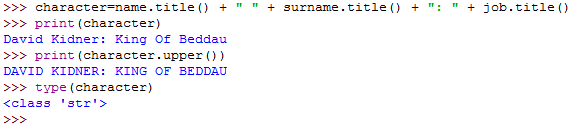 >>> character=name.title() + " " + surname.title() + ": " + job.title()
>>> print(character)
David Kidner: King Of Beddau
>>> print(character.upper())
DAVID KIDNER: KING OF BEDDAU
>>> type(character)
<class 'str'>
>>>